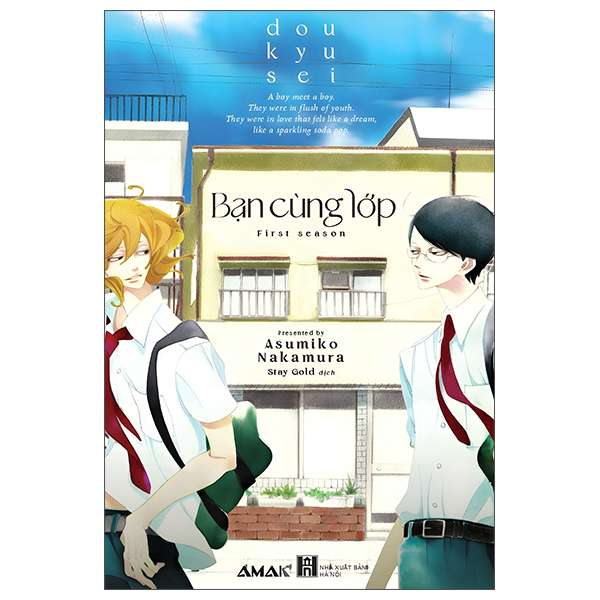 dou
kyu
sei
A boy meet a boy.
They were in flush of youth.
They were in love that felt like a dream,
like a sparkling soda pop.
Bạn cùng lớp
First season
Presented by
Asumiko
Nakamura
Stay Gold dịch
AMAK
NHÀ XUẤT BẢN
HÀ NỘI